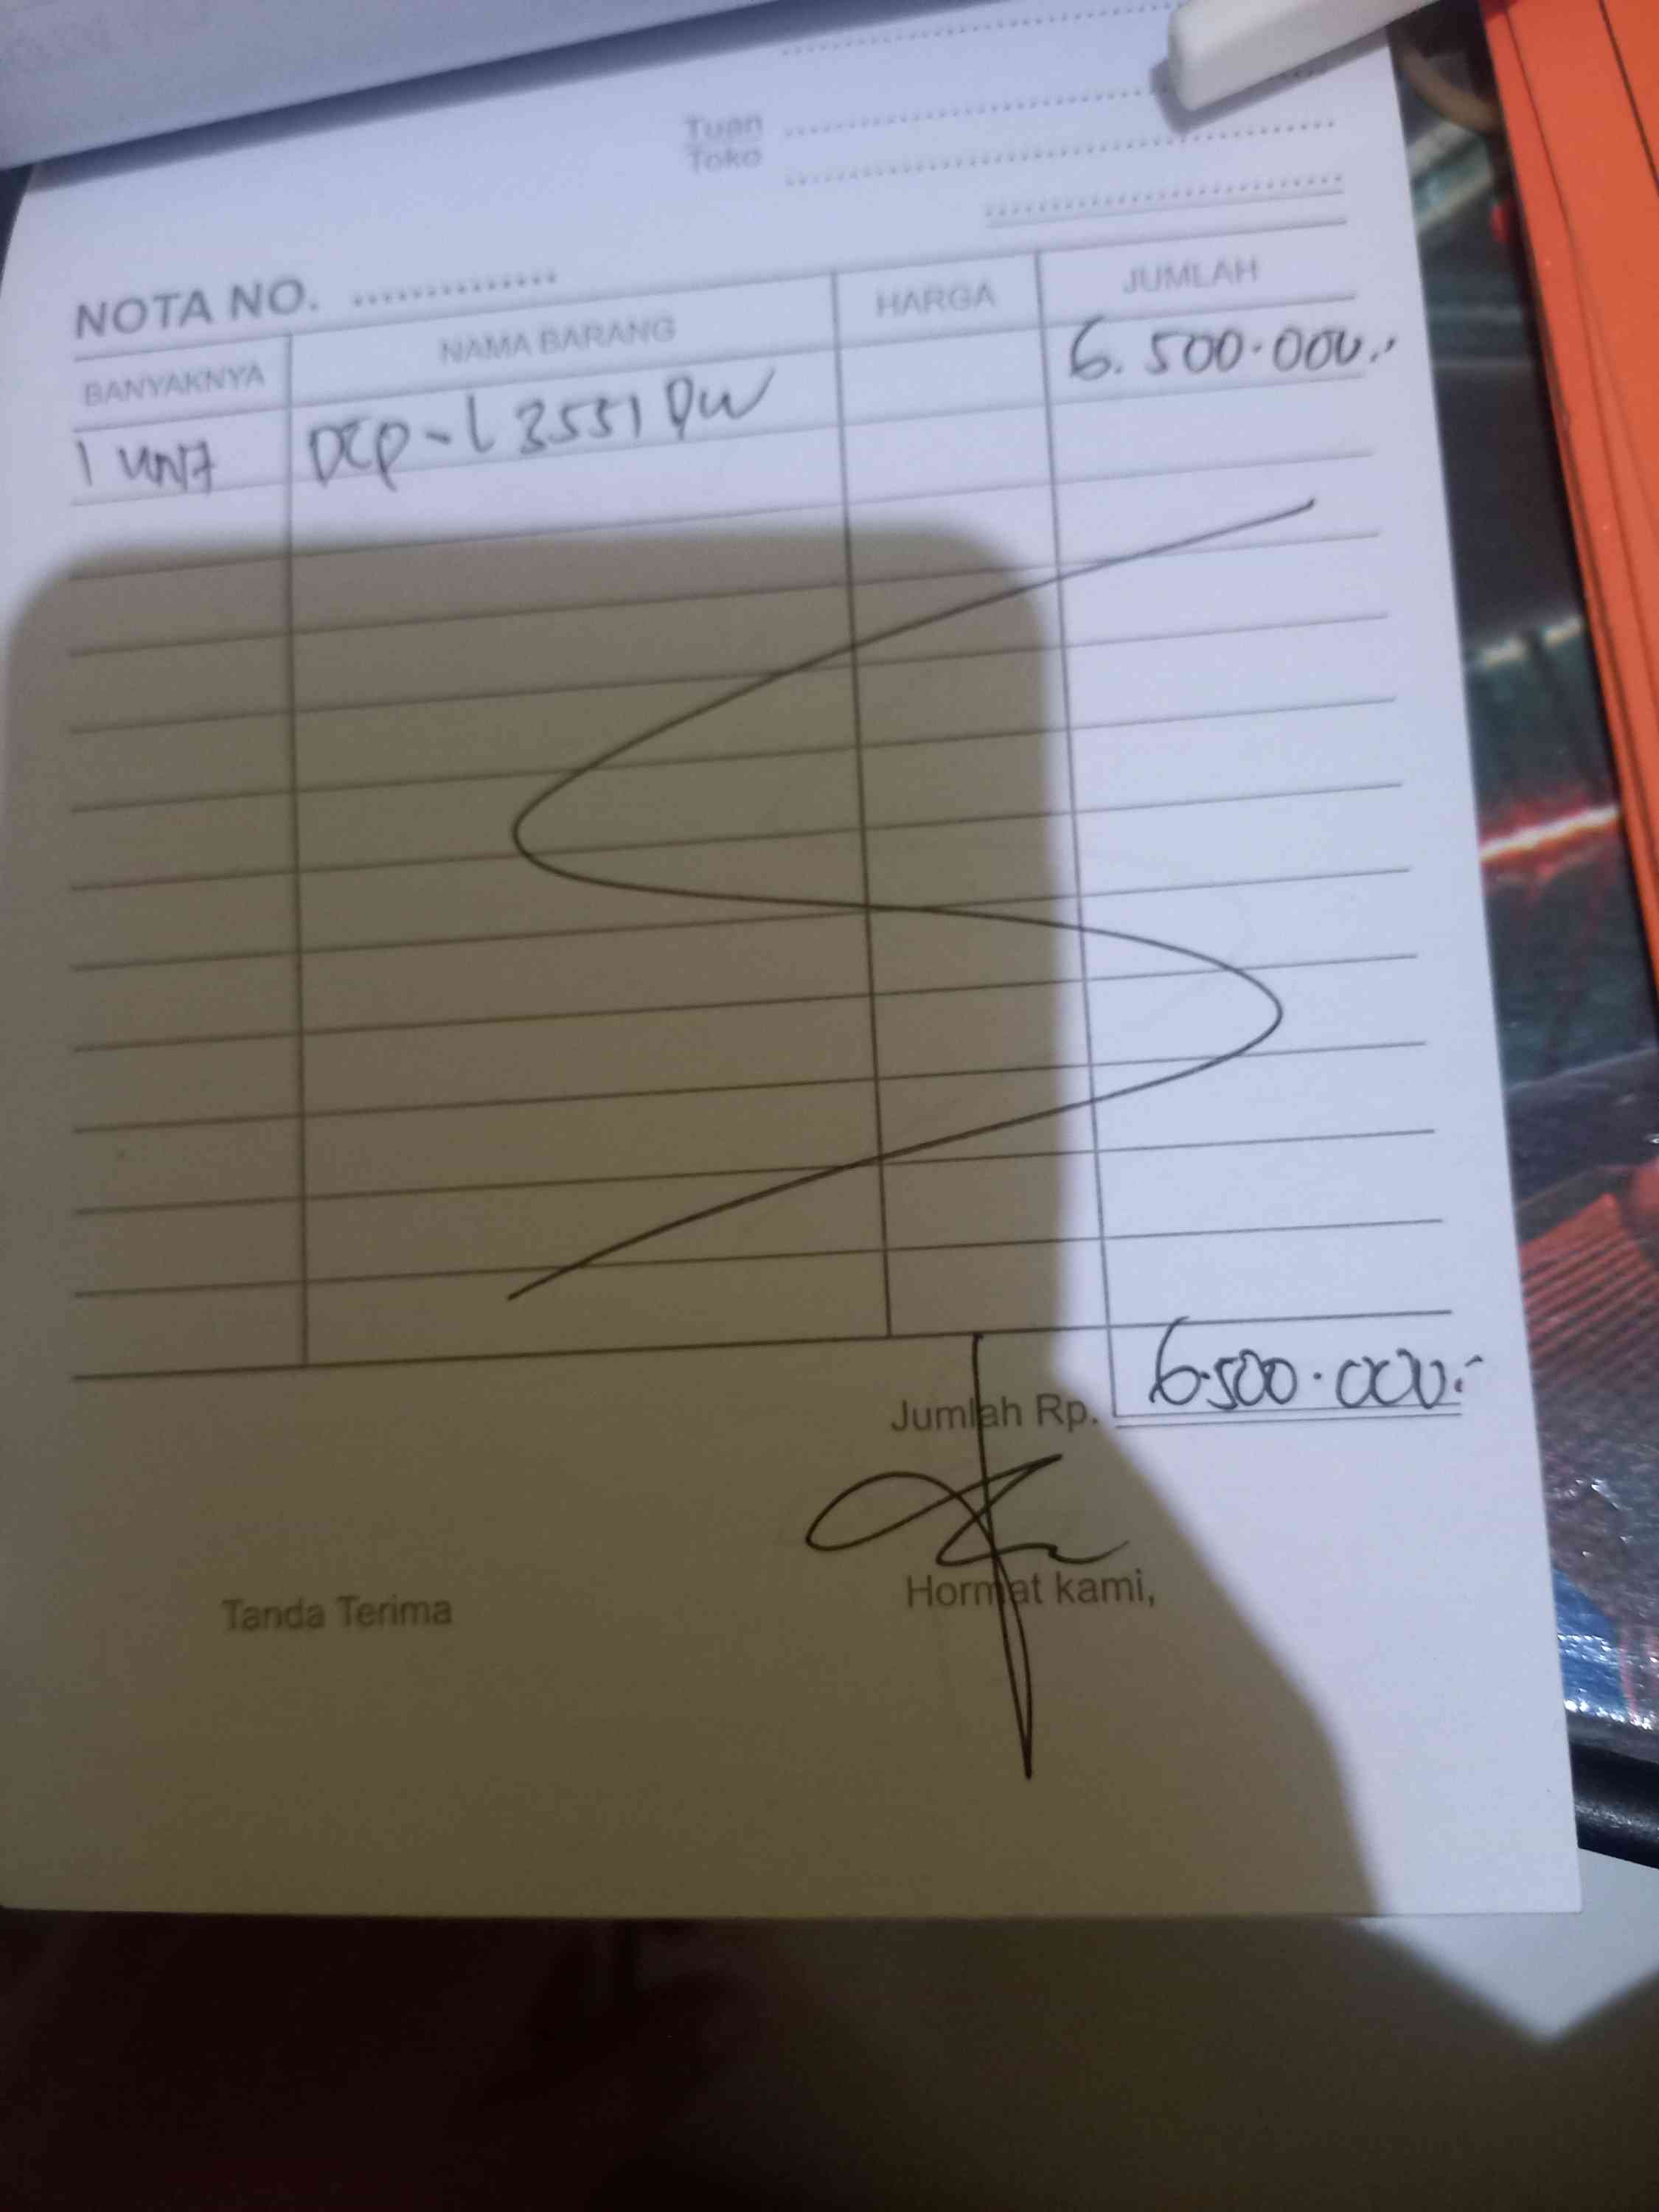 Tuan
Toko
NOTA NO. ...............
BANYAKNYA NAMA BARANG HARGA JUMLAH
1 unit DCP-L3551DW 6.500.000.-
Jumlah Rp. 6.500.000.-
Tanda Terima Hormat kami,